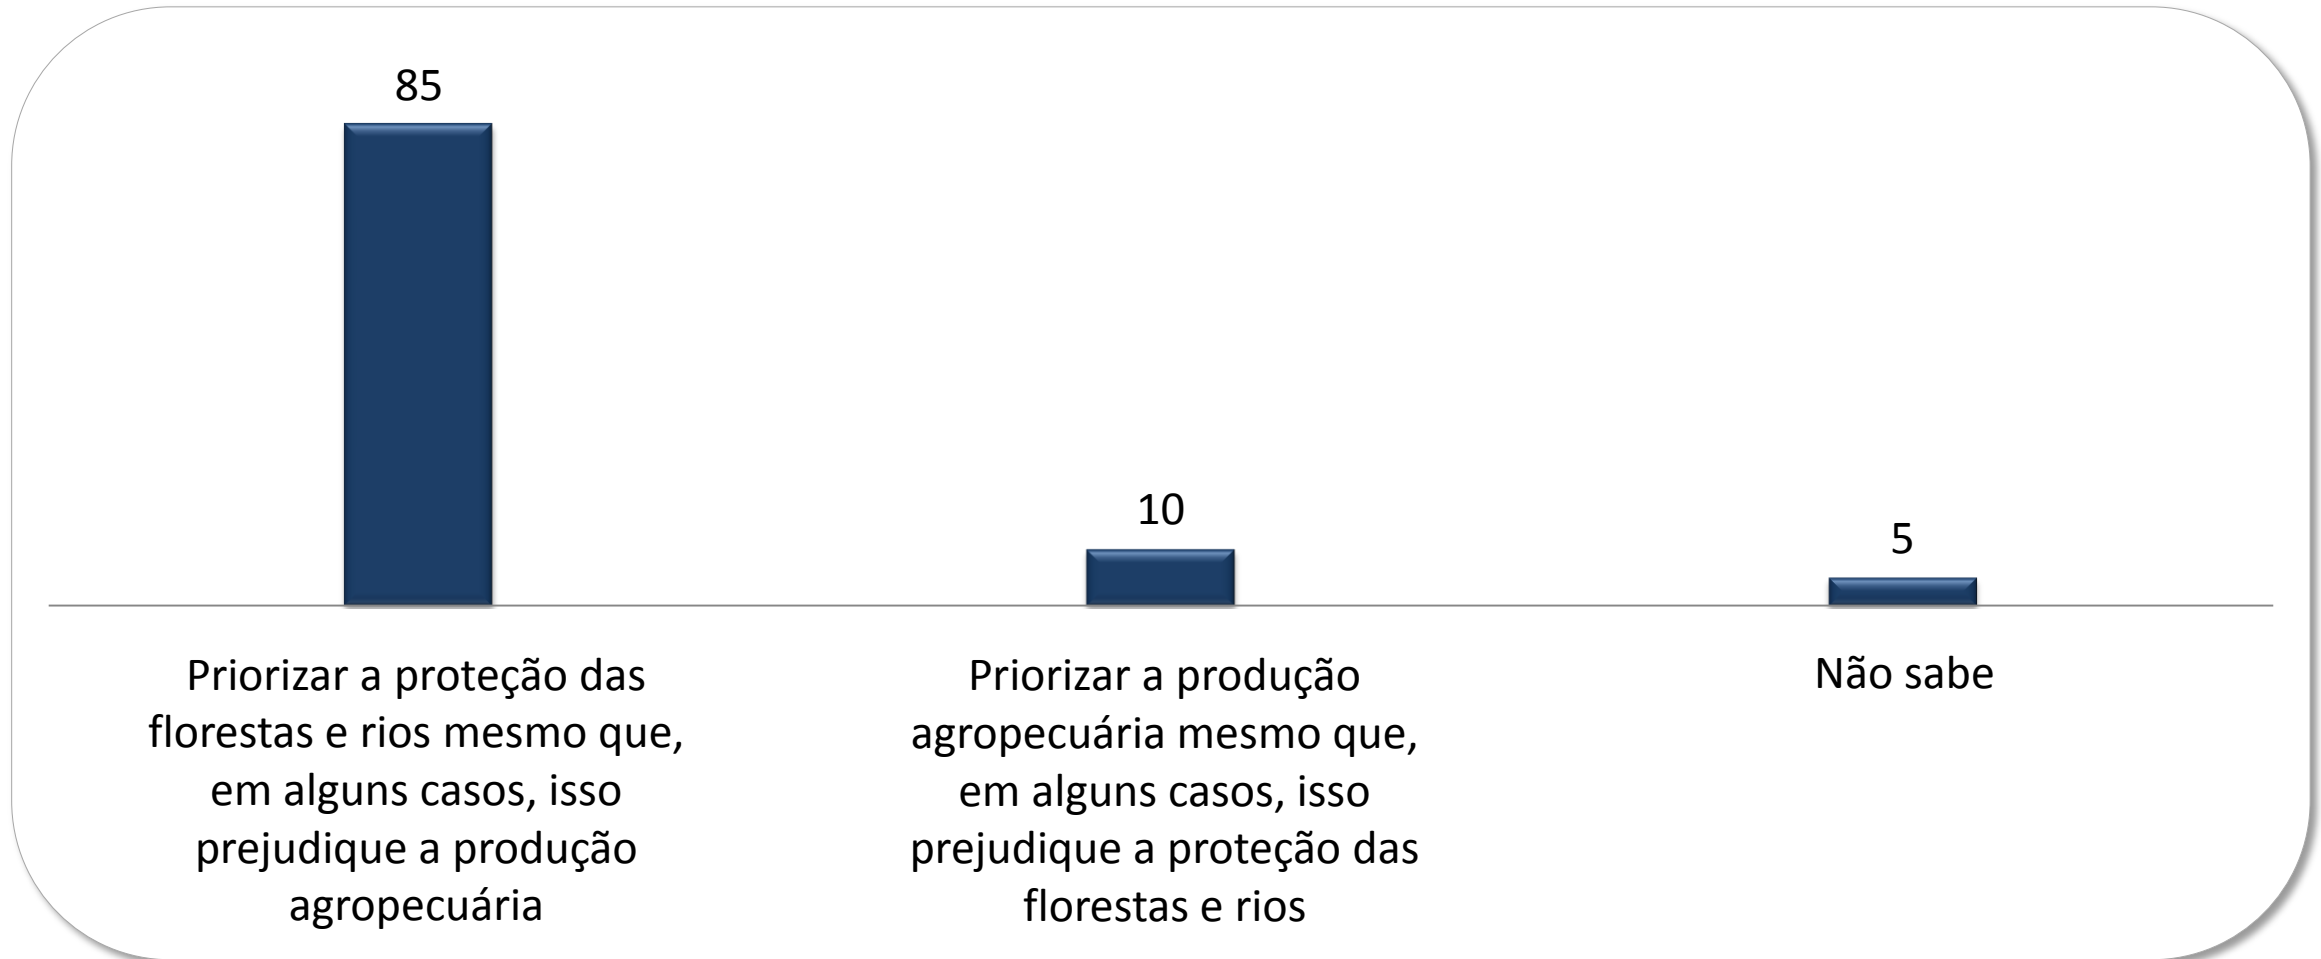 85
10
5
Priorizar a proteção das
florestas e rios mesmo que,
em alguns casos, isso
prejudique a produção
agropecuária
Priorizar a produção
agropecuária mesmo que,
em alguns casos, isso
prejudique a proteção das
florestas e rios
Não sabe